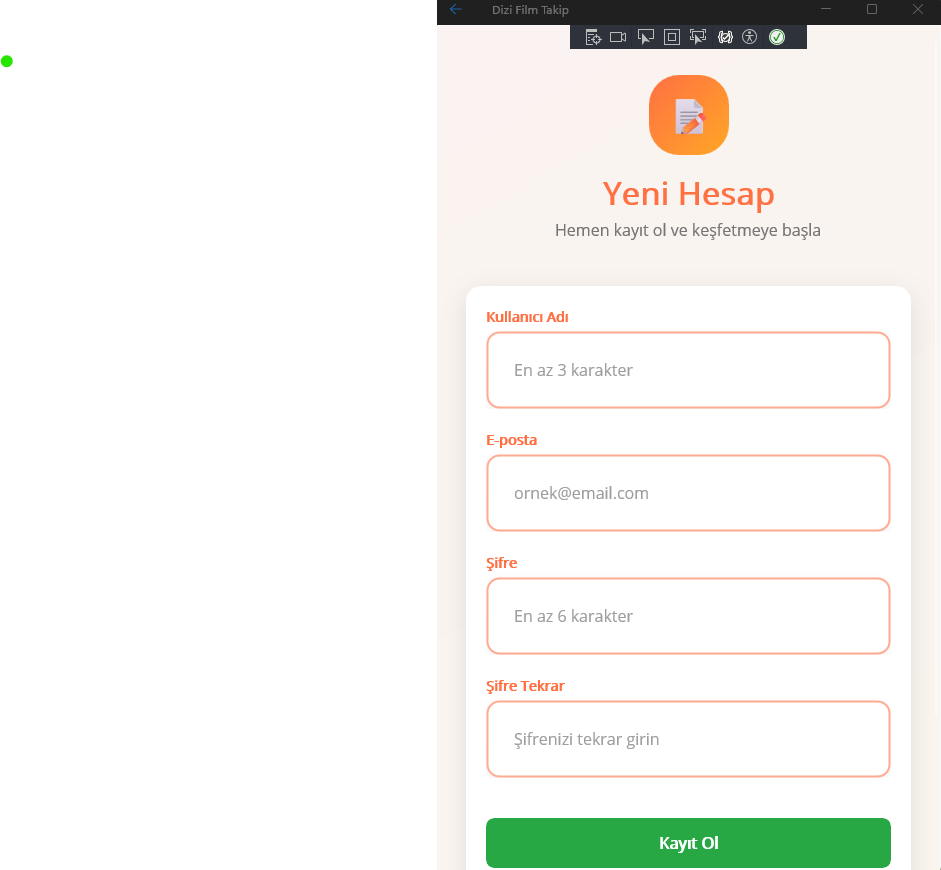 Dizi Film Takip
Yeni Hesap
Hemen kayıt ol ve keşfetmeye başla
Kullanıcı Adı
En az 3 karakter
E-posta
ornek@email.com
Şifre
En az 6 karakter
Şifre Tekrar
Şifrenizi tekrar girin
Kayıt Ol